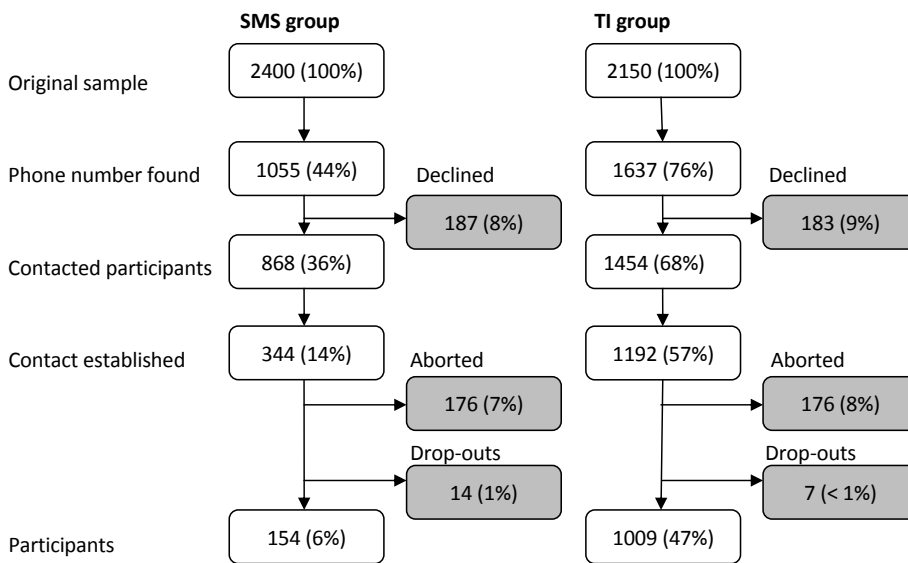 SMS group TI group
Original sample 2400 (100%) 2150 (100%)
Phone number found 1055 (44%) Declined 1637 (76%) Declined
187 (8%) 183 (9%)
Contacted participants 868 (36%) 1454 (68%)
Contact established 344 (14%) Aborted 1192 (57%) Aborted
176 (7%) 176 (8%)
Drop-outs Drop-outs
14 (1%) 7 (< 1%)
Participants 154 (6%) 1009 (47%)